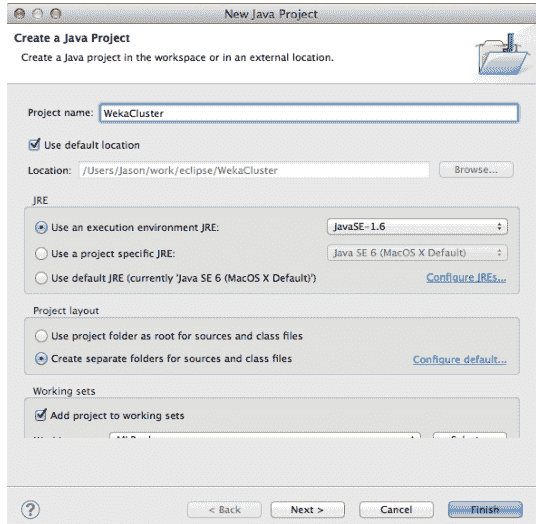 New Java Project
Create a Java Project
Create a Java project in the workspace or in an external location.
Project name: WekaCluster
Use default location
Location: /Users/Jason/work/eclipse/WekaCluster Browse...
JRE
Use an execution environment JRE: JavaSE-1.6
Use a project specific JRE: Java SE 6 (MacOS X Default)
Use default JRE (currently 'Java SE 6 (MacOS X Default)') Configure JREs...
Project layout
Use project folder as root for sources and class files
Create separate folders for sources and class files Configure default...
Working sets
Add project to working sets
? < Back Next > Cancel Finish